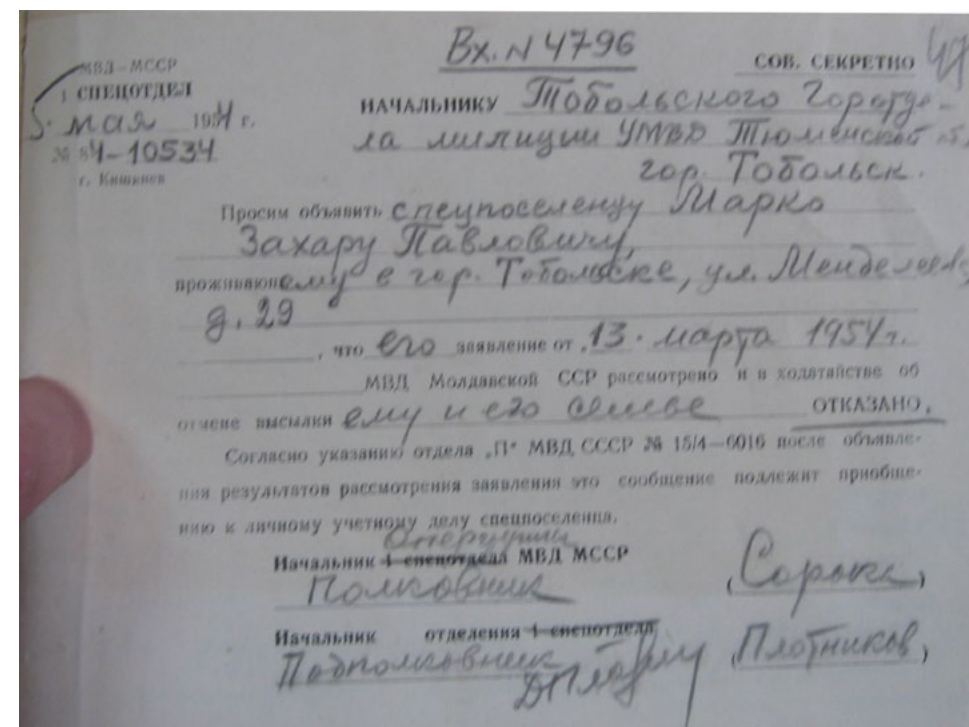 Вх. N 4796
47
МВД–МССР
СОВ. СЕКРЕТНО
1 СПЕЦОТДЕЛ
НАЧАЛЬНИКУ Тобольского Горотде-
5. мая 1954 г.
ла милиции УМВД Тюменской
№ 84-10534
гор. Тобольск.
г. Кишинев
Просим объявить спецпоселенцу Марко
Захару Павловичу,
проживающему в гор. Тобольске, ул. Менделеева,
д. 29
, что его заявление от „13. марта 1954 г.
МВД Молдавской ССР рассмотрено и в ходатайстве об
отмене высылки ему и его семье ОТКАЗАНО.
Согласно указанию отдела „П“ МВД СССР № 15/4—6016 после объявле-
ния результатов рассмотрения заявления это сообщение подлежит приобще-
нию к личному учетному делу спецпоселенца.
Начальник 1 спецотдела МВД МССР
Полковник (Сорока)
Начальник отделения 1 спецотдела
Подполковник (Плотников)